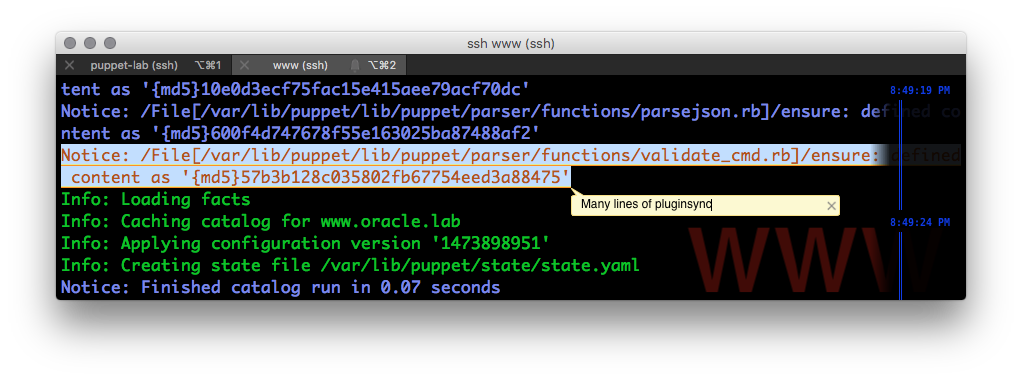 ssh www (ssh)
puppet-lab (ssh) ⌥⌘1 www (ssh) ⌥⌘2
tent as '{md5}10e0d3ecf75fac15e415aee79acf70dc' 8:49:19 PM
Notice: /File[/var/lib/puppet/lib/puppet/parser/functions/parsejson.rb]/ensure: defined co
ntent as '{md5}600f4d747678f55e163025ba87488af2'
Notice: /File[/var/lib/puppet/lib/puppet/parser/functions/validate_cmd.rb]/ensure: defined
content as '{md5}57b3b128c035802fb67754eed3a88475'
Many lines of pluginsync
Info: Loading facts
Info: Caching catalog for www.oracle.lab 8:49:24 PM
Info: Applying configuration version '1473898951'
Info: Creating state file /var/lib/puppet/state/state.yaml
Notice: Finished catalog run in 0.07 seconds
WWW